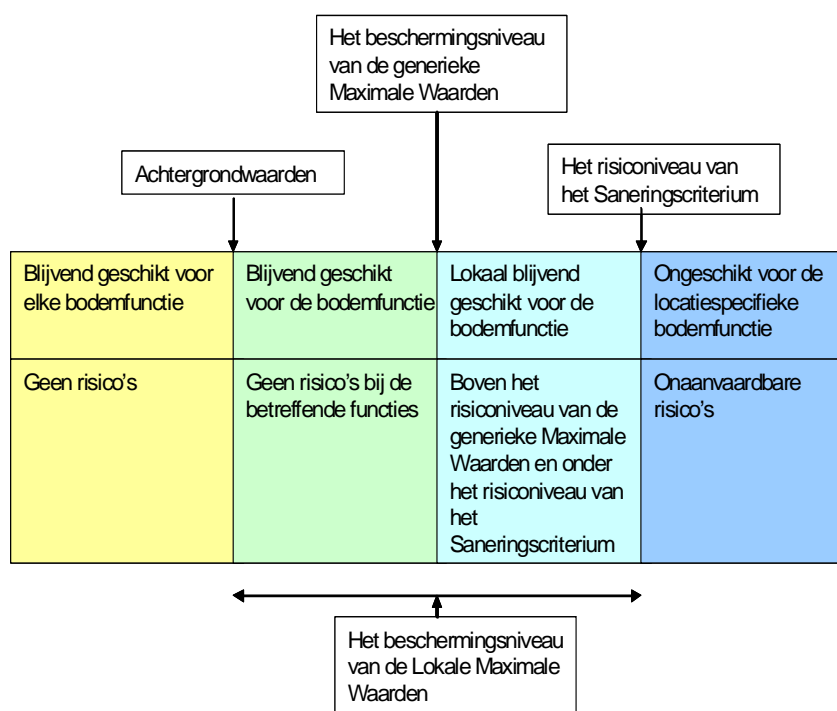 Het beschermingsniveau
van de generieke
Maximale Waarden
Achtergrondwaarden
Het risiconiveau van
het Saneringscriterium
Blijvend geschikt voor
elke bodemfunctie
Blijvend geschikt
voor de bodemfunctie
Lokaal blijvend
geschikt voor de
bodemfunctie
Ongeschikt voor de
locatiespecifieke
bodemfunctie
Geen risico's
Geen risico's bij de
betreffende functies
Boven het
risiconiveau van de
generieke Maximale
Waarden en onder
het risiconiveau van
het
Saneringscriterium
Onaanvaardbare
risico's
Het beschermingsniveau
van de Lokale Maximale
Waarden